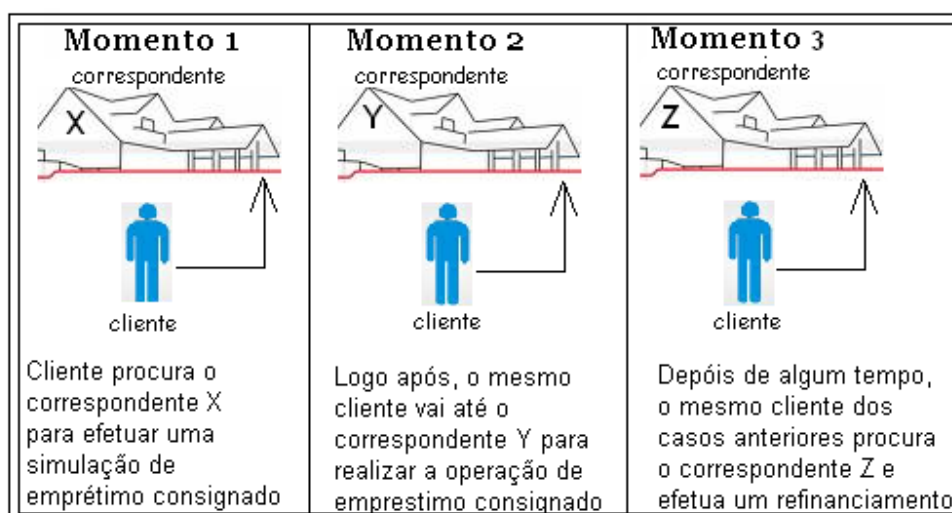 Momento 1
correspondente
X
cliente
Cliente procura o
correspondente X
para efetuar uma
simulação de
emprétimo consignado
Momento 2
correspondente
Y
cliente
Logo após, o mesmo
cliente vai até o
correspondente Y para
realizar a operação de
emprestimo consignado
Momento 3
correspondente
Z
cliente
Depóis de algum tempo,
o mesmo cliente dos
casos anteriores procura
o correspondente Z e
efetua um refinanciamento